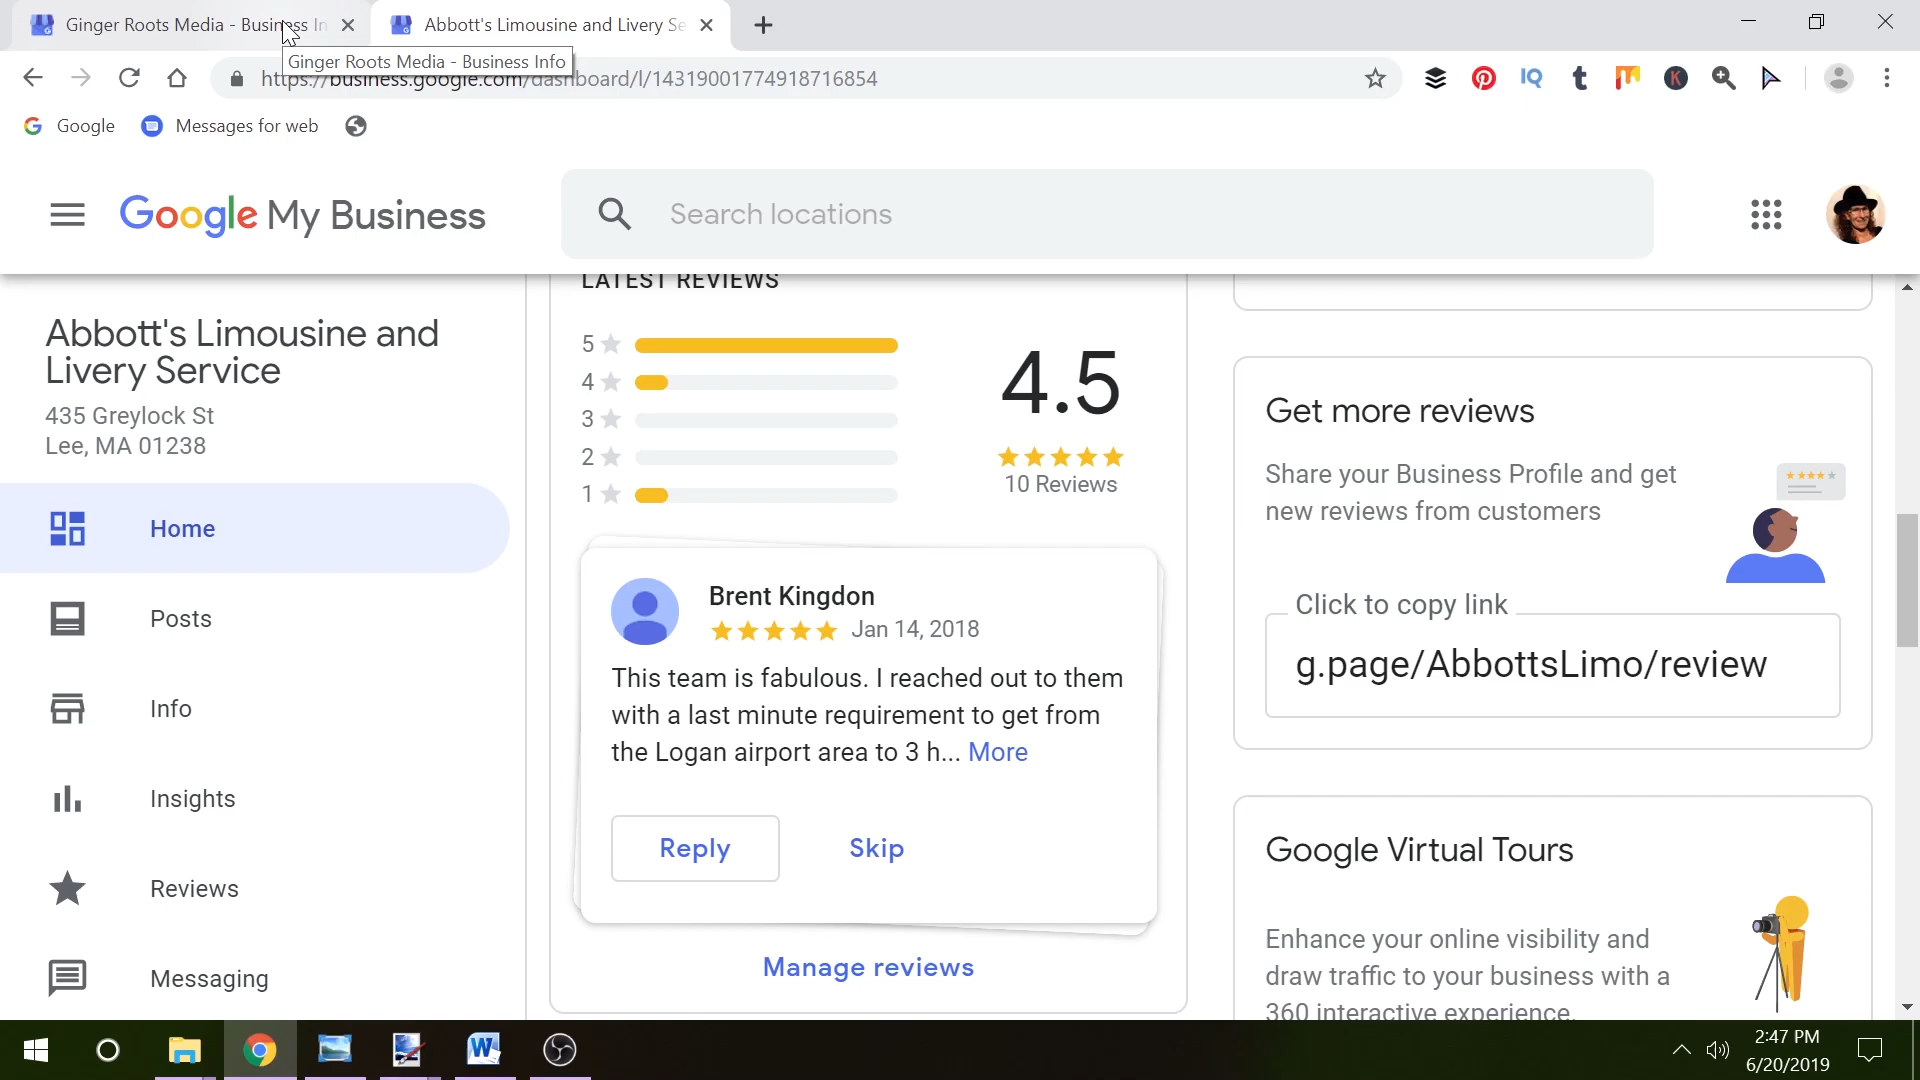 Ginger Roots Media - Business In
Abbott's Limousine and Livery Se
Ginger Roots Media - Business Info
https://business.google.com/dashboard/l/14319001774918716854
Google
Messages for web
Google My Business
Search locations
Abbott's Limousine and
Livery Service
435 Greylock St
Lee, MA 01238
Home
Posts
Info
Insights
Reviews
Messaging
LATEST REVIEWS
5
4
3
2
1
4.5
10 Reviews
Brent Kingdon
Jan 14, 2018
This team is fabulous. I reached out to them
with a last minute requirement to get from
the Logan airport area to 3 h... More
Reply
Skip
Manage reviews
Get more reviews
Share your Business Profile and get
new reviews from customers
Click to copy link
g.page/AbbottsLimo/review
Google Virtual Tours
Enhance your online visibility and
draw traffic to your business with a
360 interactive experience.
2:47 PM
6/20/2019